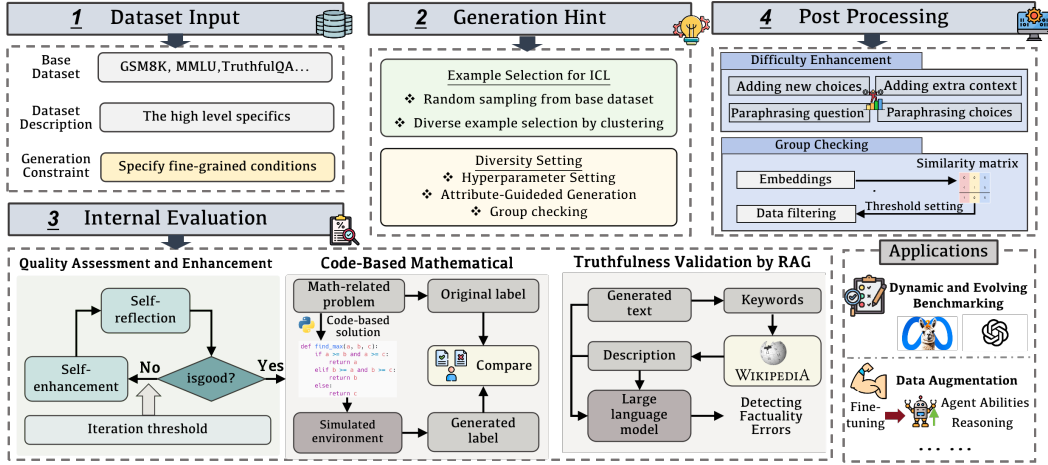 1 Dataset Input
Base
Dataset
GSM8K, MMLU,TruthfulQA...
Dataset
Description
The high level specifics
Generation
Constraint
Specify fine-grained conditions
2 Generation Hint
Example Selection for ICL
❖ Random sampling from base dataset
❖ Diverse example selection by clustering
Diversity Setting
❖ Hyperparameter Setting
❖ Attribute-Guideded Generation
❖ Group checking
4 Post Processing
Difficulty Enhancement
Adding new choices
Adding extra context
Paraphrasing question
Paraphrasing choices
Group Checking
Similarity matrix
Embeddings
Threshold setting
Data filtering
3 Internal Evaluation
Quality Assessment and Enhancement
Self-
reflection
Self-
enhancement
No
isgood?
Yes
Iteration threshold
Code-Based Mathematical
Math-related
problem
Original label
Code-based
solution
def find_max(a, b, c):
if a >= b and a >= c:
return a
elif b >= a and b >= c:
return b
else:
return c
Compare
Simulated
environment
Generated
label
Truthfulness Validation by RAG
Generated
text
Keywords
Description
WIKIPEDIA
Large
language
model
Detecting
Factuality
Errors
Applications
Dynamic and Evolving
Benchmarking
Data Augmentation
Fine-
tuning
Agent Abilities
Reasoning
... ...